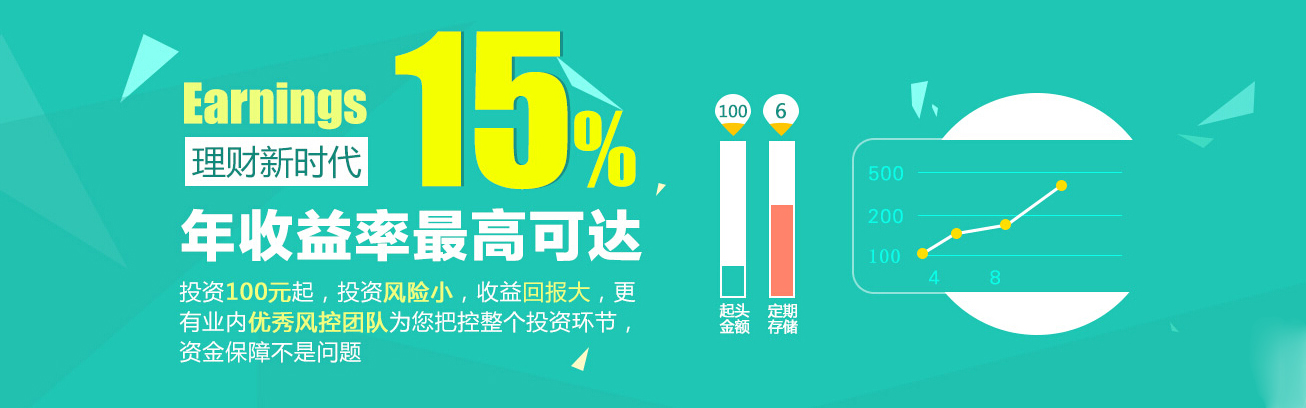 Earnings
15%
理财新时代
年收益率最高可达
投资100元起，投资风险小，收益回报大，更
有业内优秀风控团队为您把控整个投资环节，
资金保障不是问题
100
6
起头
金额
定期
存储
500
200
100
4
8